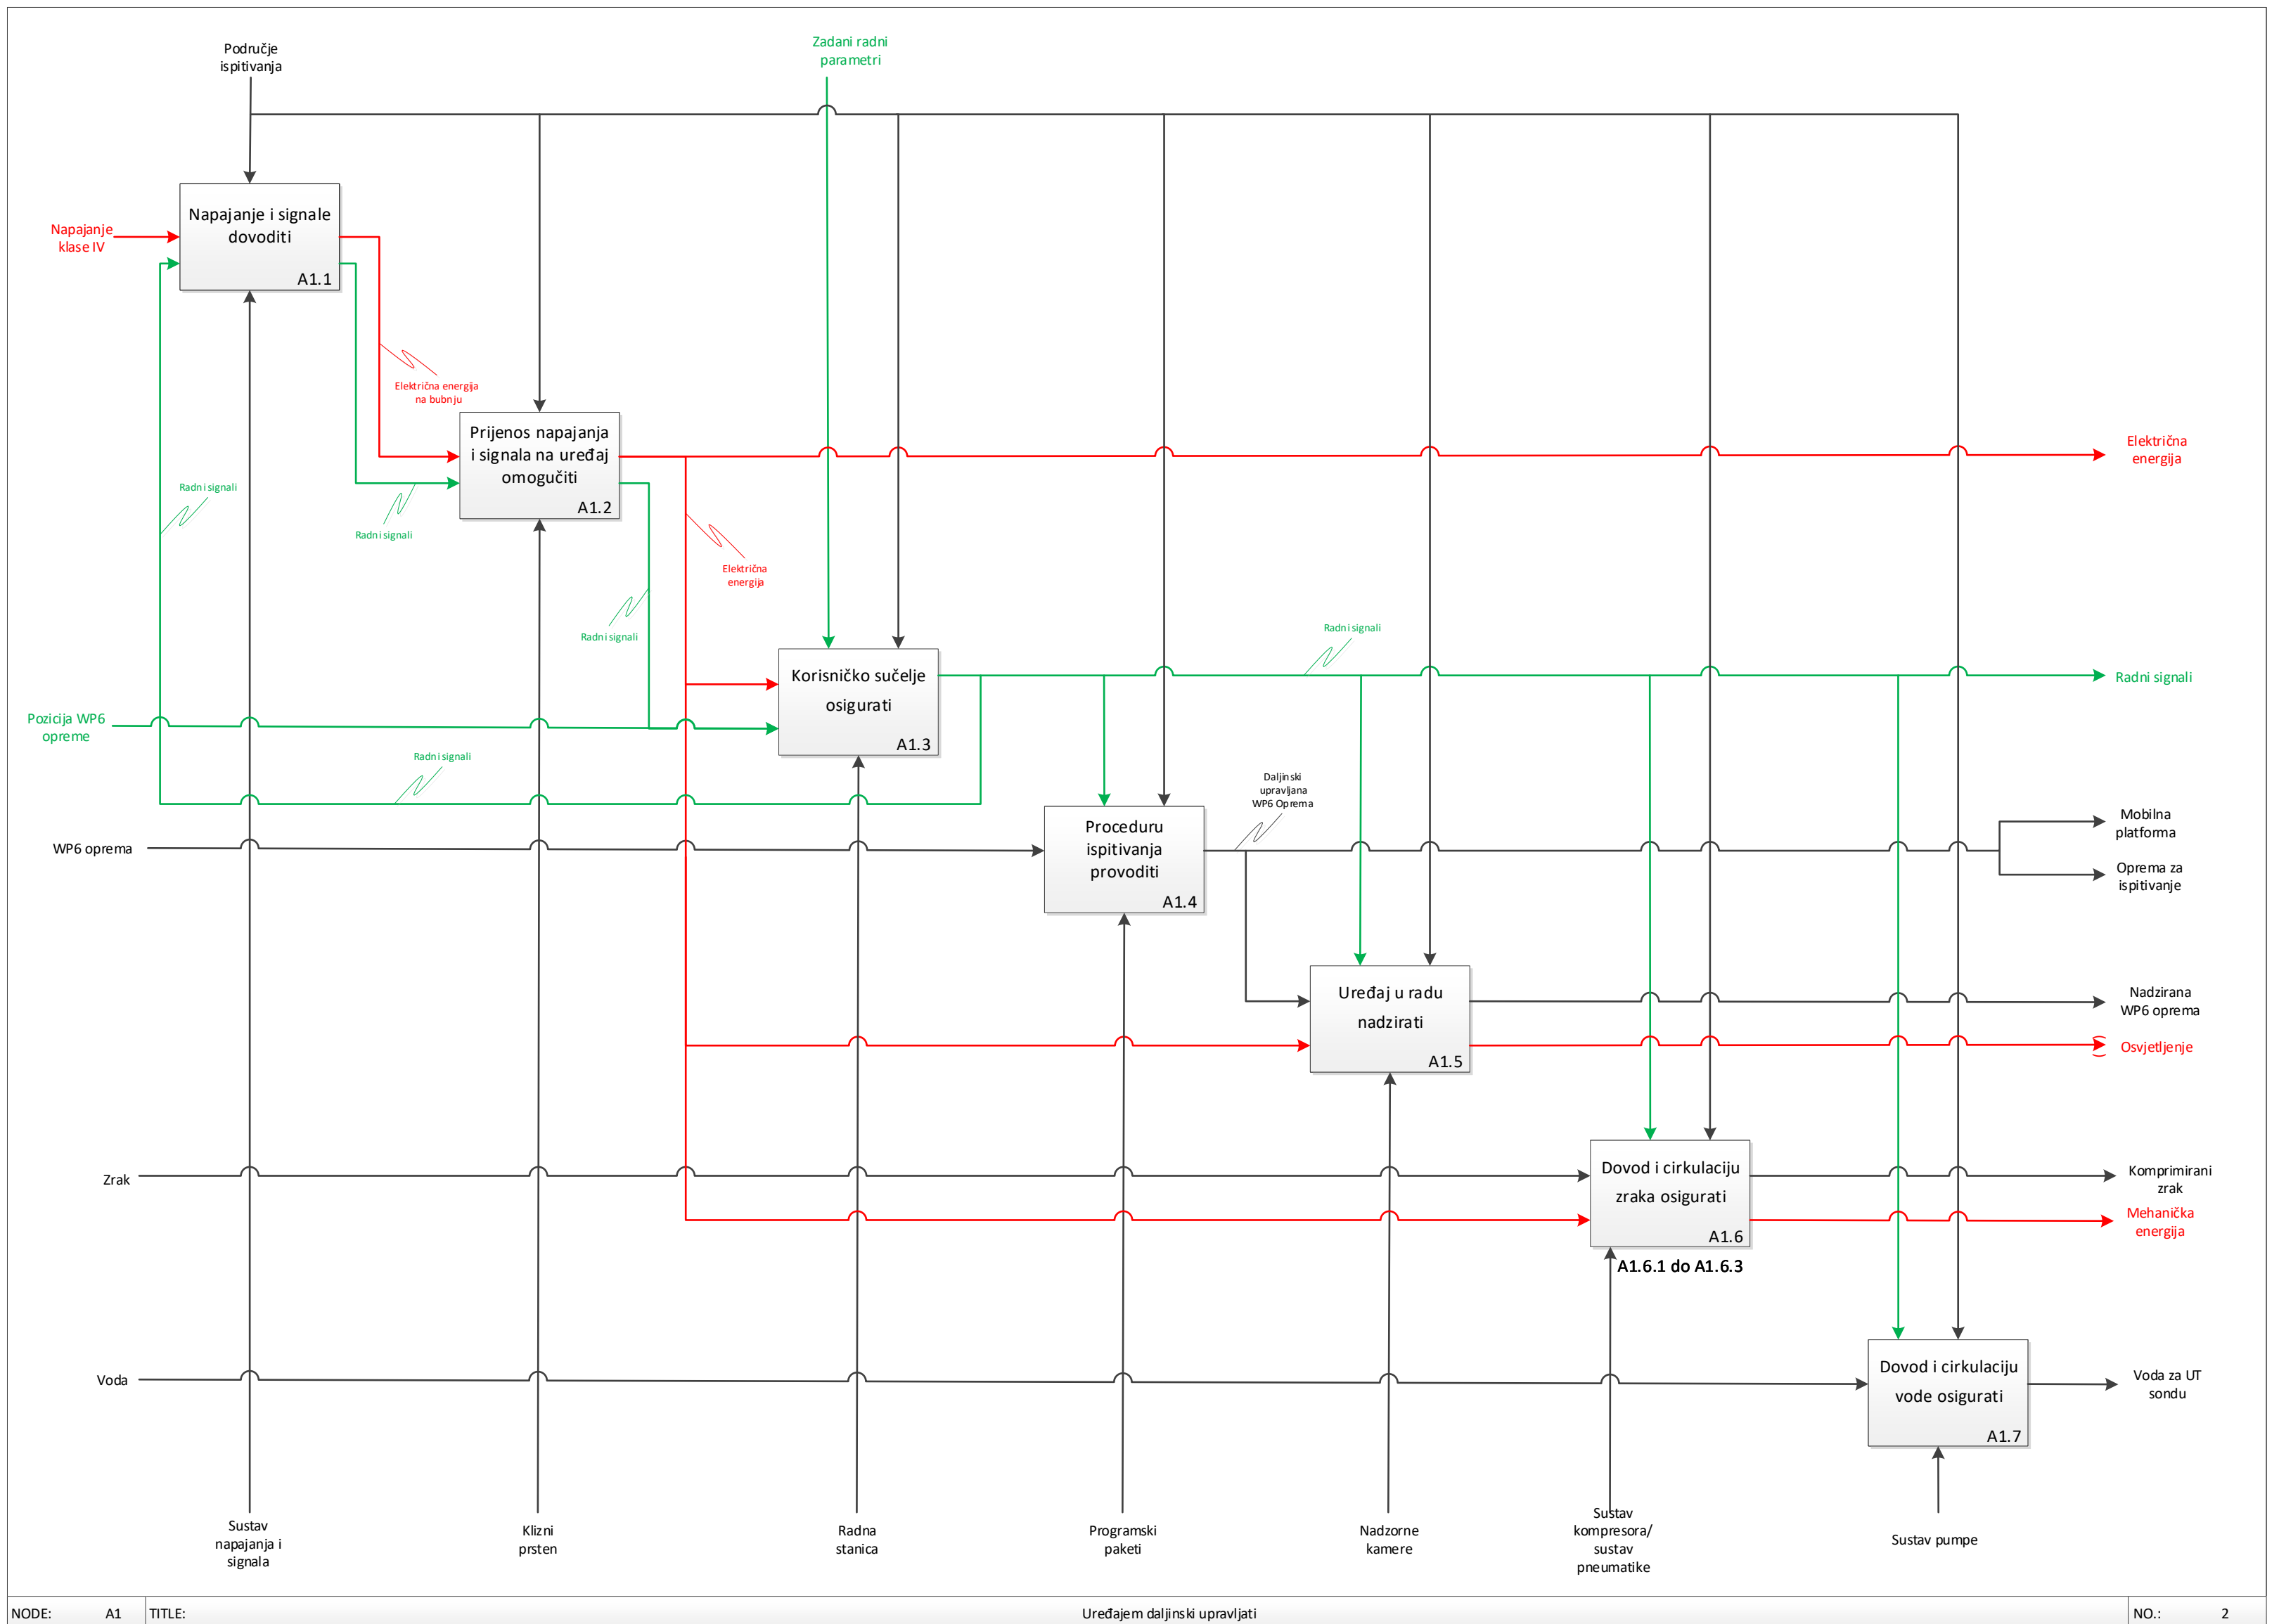 Područje
ispitivanja
Zadani radni
parametri
Napajanje
klase IV
Napajanje i signale
dovoditi
A1.1
Električna energija
na bubnju
Prijenos napajanja
i signala na uređaj
omogučiti
A1.2
Električna
energija
Radni signali
Radni signali
Električna
energija
Radni signali
Radni signali
Korisničko sučelje
osigurati
A1.3
Radni signali
Pozicija WP6
opreme
Radni signali
Daljinski
upravljana
WP6 Oprema
WP6 oprema
Proceduru
ispitivanja
provoditi
A1.4
Mobilna
platforma
Oprema za
ispitivanje
Uređaj u radu
nadzirati
A1.5
Nadzirana
WP6 oprema
Osvjetljenje
Zrak
Dovod i cirkulaciju
zraka osigurati
A1.6
A1.6.1 do A1.6.3
Komprimirani
zrak
Mehanička
energija
Voda
Dovod i cirkulaciju
vode osigurati
A1.7
Voda za UT
sondu
Sustav
napajanja i
signala
Klizni
prsten
Radna
stanica
Programski
paketi
Nadzorne
kamere
Sustav
kompresora/
sustav
pneumatike
Sustav pumpe
NODE: A1 TITLE: Uređajem daljinski upravljati NO.: 2